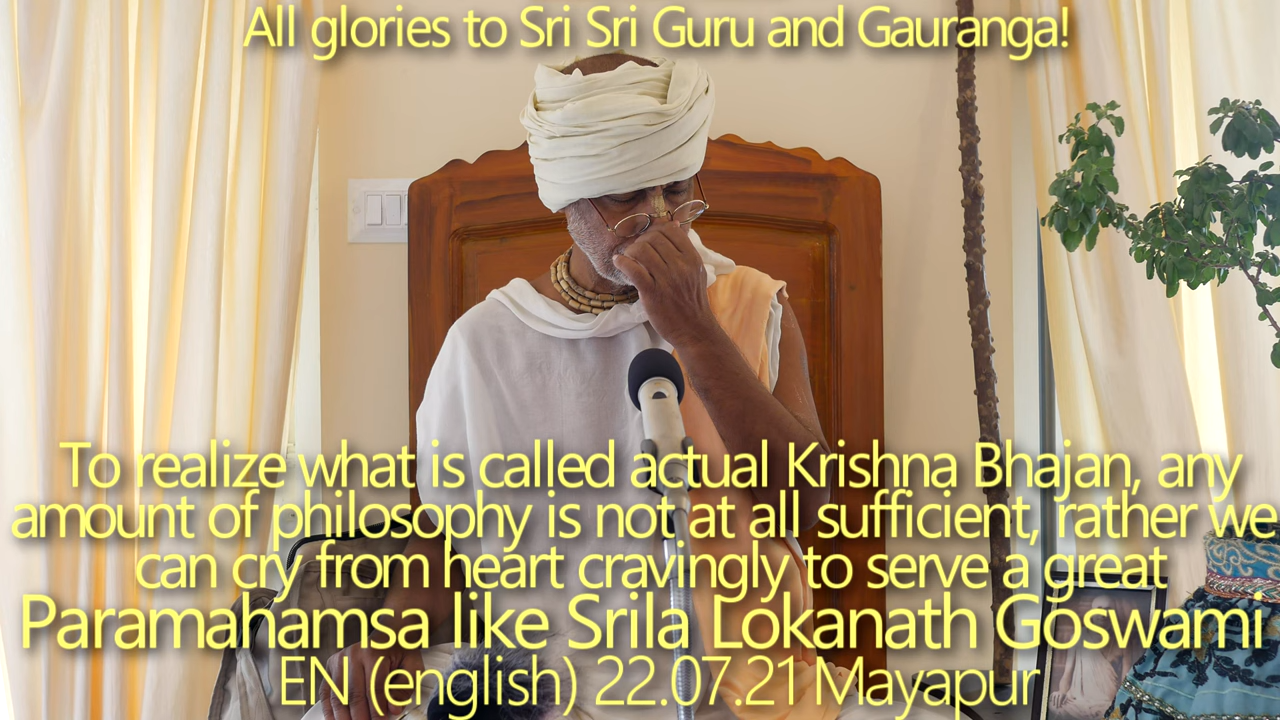 All glories to Sri Sri Guru and Gauranga!
To realize what is called actual Krishna Bhajan, any
amount of philosophy is not at all sufficient, rather we
can cry from heart cravingly to serve a great
Paramahamsa like Srila Lokanath Goswami
EN (english) 22.07.21 Mayapur